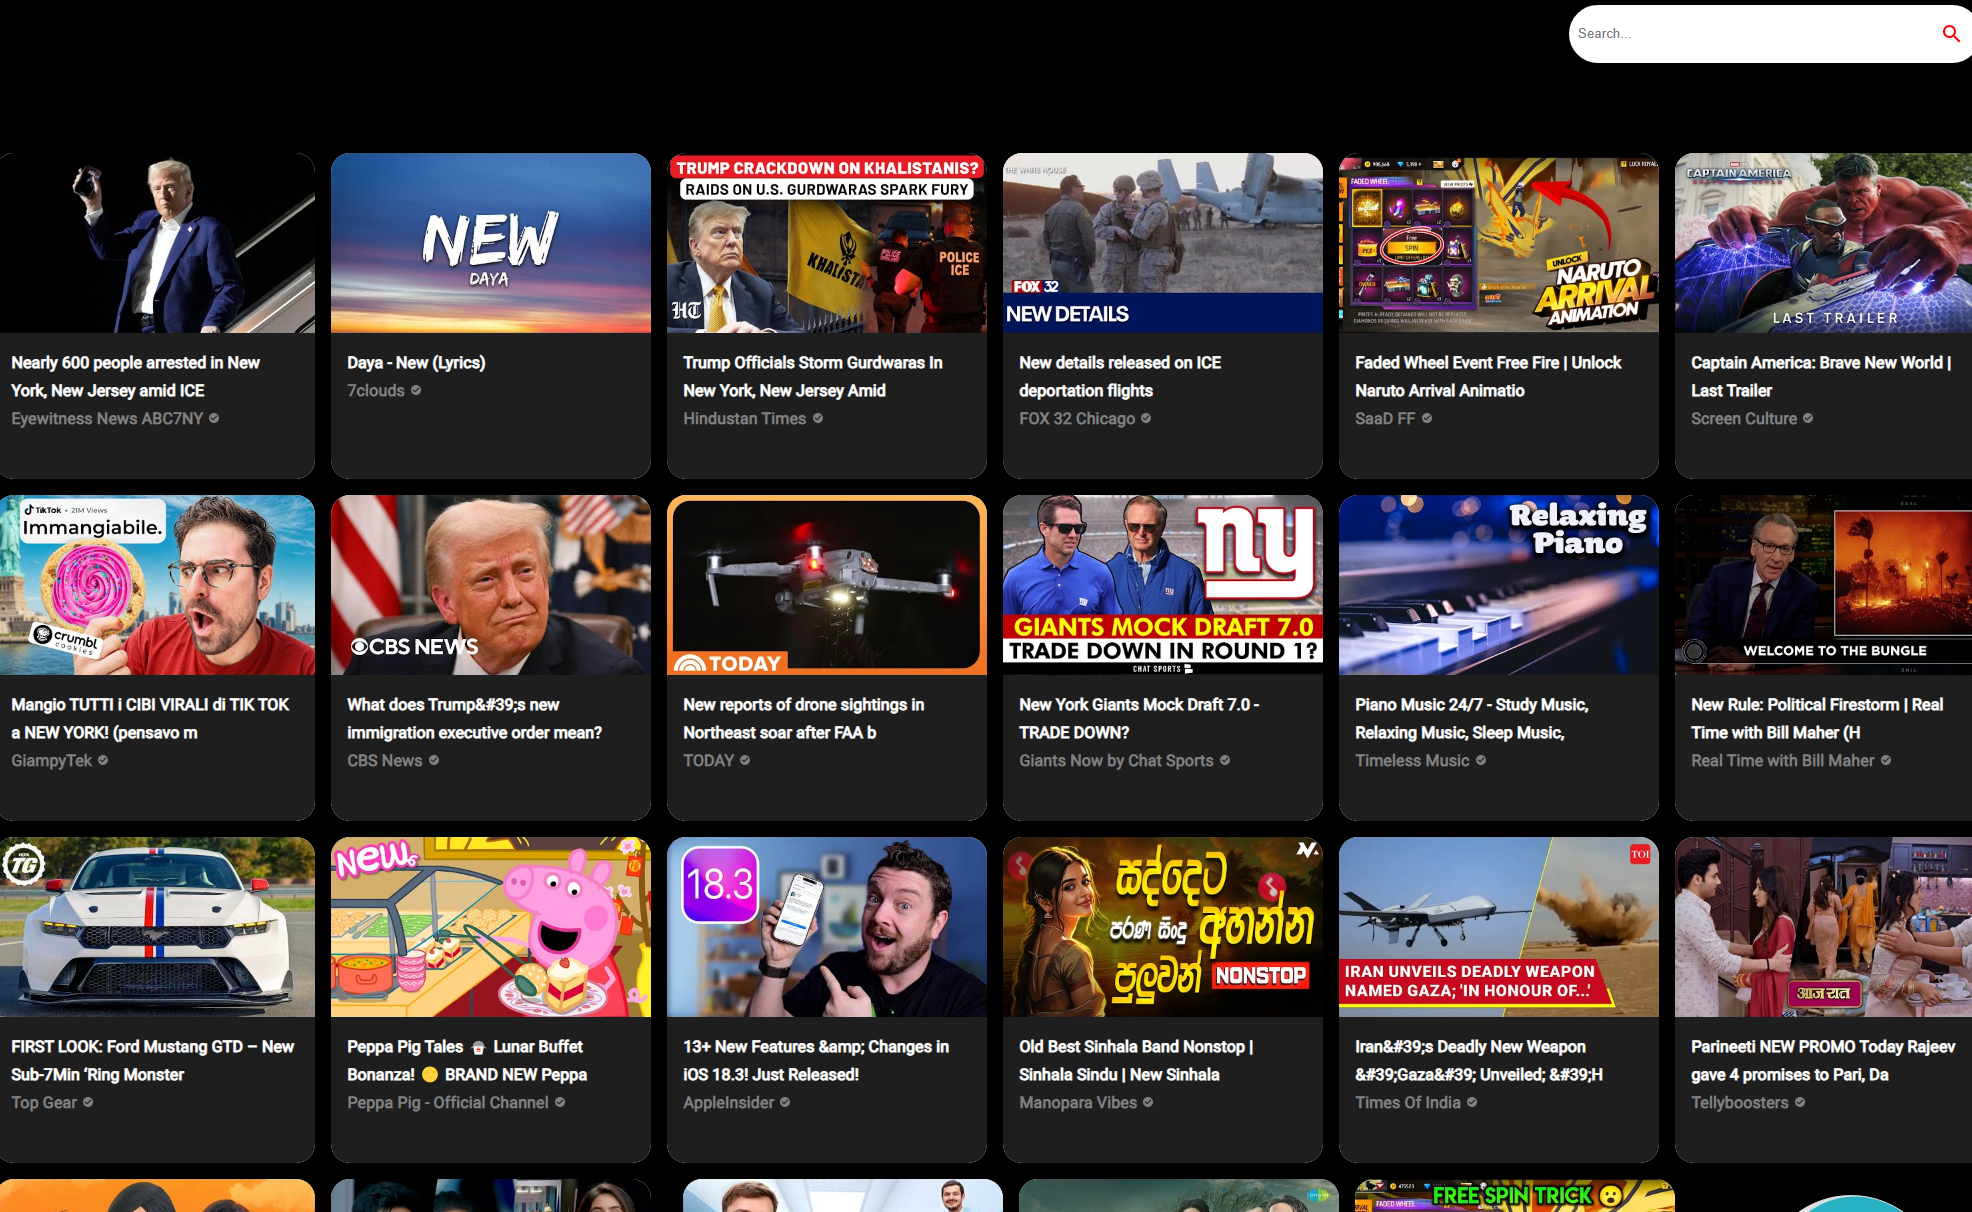 Search...
NEW
DAYA
TRUMP CRACKDOWN ON KHALISTANIS?
RAIDS ON U.S. GURDWARAS SPARK FURY
KHALISTA
POLICE
POLICE
ICE
HT
THE WHITE HOUSE
FOX 32
NEW DETAILS
FADED WHEEL
VIEW PRIZES
LUCK ROYAL
Free
SPIN
UNLOCK
NARUTO
ARRIVAL
ANIMATION
MARVEL
CAPTAIN AMERICA
LAST TRAILER
Nearly 600 people arrested in New
York, New Jersey amid ICE
Eyewitness News ABC7NY
Daya - New (Lyrics)
7clouds
Trump Officials Storm Gurdwaras In
New York, New Jersey Amid
Hindustan Times
New details released on ICE
deportation flights
FOX 32 Chicago
Faded Wheel Event Free Fire | Unlock
Naruto Arrival Animatio
SaaD FF
Captain America: Brave New World |
Last Trailer
Screen Culture
TikTok • 21M Views
Immangiabile.
crumbl
cookies
CBS NEWS
TODAY
ny
GIANTS MOCK DRAFT 7.0
TRADE DOWN IN ROUND 1?
CHAT SPORTS
Relaxing
Piano
WELCOME TO THE BUNGLE
Mangio TUTTI i CIBI VIRALI di TIK TOK
a NEW YORK! (pensavo m
GiampyTek
What does Trump&#39;s new
immigration executive order mean?
CBS News
New reports of drone sightings in
Northeast soar after FAA b
TODAY
New York Giants Mock Draft 7.0 -
TRADE DOWN?
Giants Now by Chat Sports
Piano Music 24/7 - Study Music,
Relaxing Music, Sleep Music,
Timeless Music
New Rule: Political Firestorm | Real
Time with Bill Maher (H
Real Time with Bill Maher
TG
New
18.3
සද්දෙට
පරණ සිංදු අහන්න
පුලුවන් NONSTOP
TOI
IRAN UNVEILS DEADLY WEAPON
NAMED GAZA; 'IN HONOUR OF...'
आज रात
FIRST LOOK: Ford Mustang GTD – New
Sub-7Min ‘Ring Monster
Top Gear
Peppa Pig Tales 🍚 Lunar Buffet
Bonanza! 🌕 BRAND NEW Peppa
Peppa Pig - Official Channel
13+ New Features &amp; Changes in
iOS 18.3! Just Released!
AppleInsider
Old Best Sinhala Band Nonstop |
Sinhala Sindu | New Sinhala
Manopara Vibes
Iran&#39;s Deadly New Weapon
&#39;Gaza&#39; Unveiled; &#39;H
Times Of India
Parineeti NEW PROMO Today Rajeev
gave 4 promises to Pari, Da
Tellyboosters
FREE SPIN TRICK
FADED WHEEL